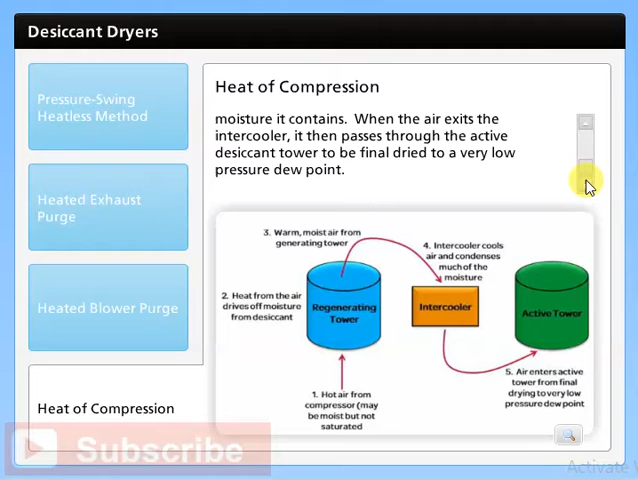 Desiccant Dryers
Pressure-Swing
Heatless Method
Heated Exhaust
Purge
Heated Blower Purge
Heat of Compression
Heat of Compression
moisture it contains. When the air exits the
intercooler, it then passes through the active
desiccant tower to be final dried to a very low
pressure dew point.
3. Warm, moist air from
generating tower
4. Intercooler cools
air and condenses
much of the
moisture
2. Heat from the air
drives off moisture
from desiccant
Regenerating
Tower
Intercooler
Active Tower
1. Hot air from
compressor (may
be moist but not
saturated
5. Air enters active
tower from final
drying to very low
pressure dew point
Subscribe
Activate